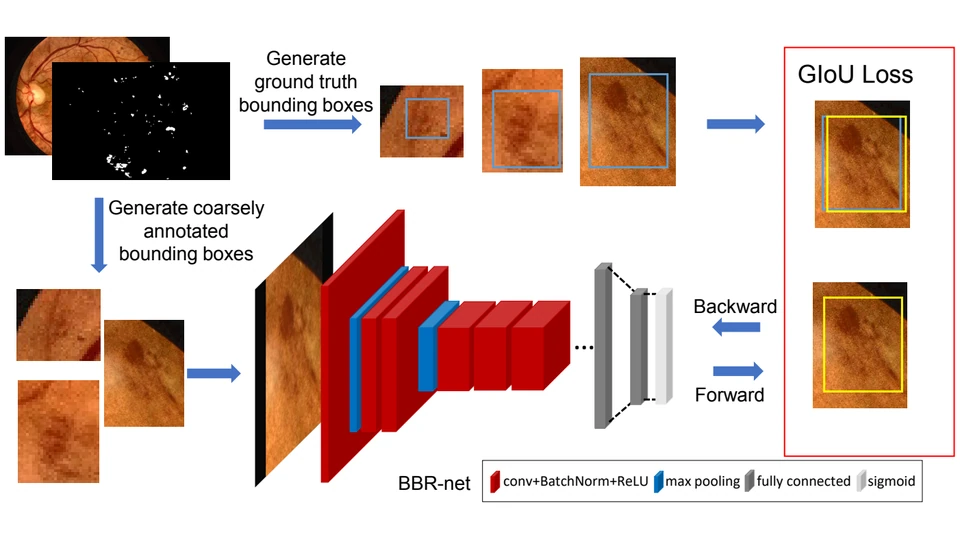 Generate
ground truth
bounding boxes
GIoU Loss
Generate coarsely
annotated
bounding boxes
Backward
...
Forward
BBR-net
conv+BatchNorm+ReLU
max pooling
fully connected
sigmoid